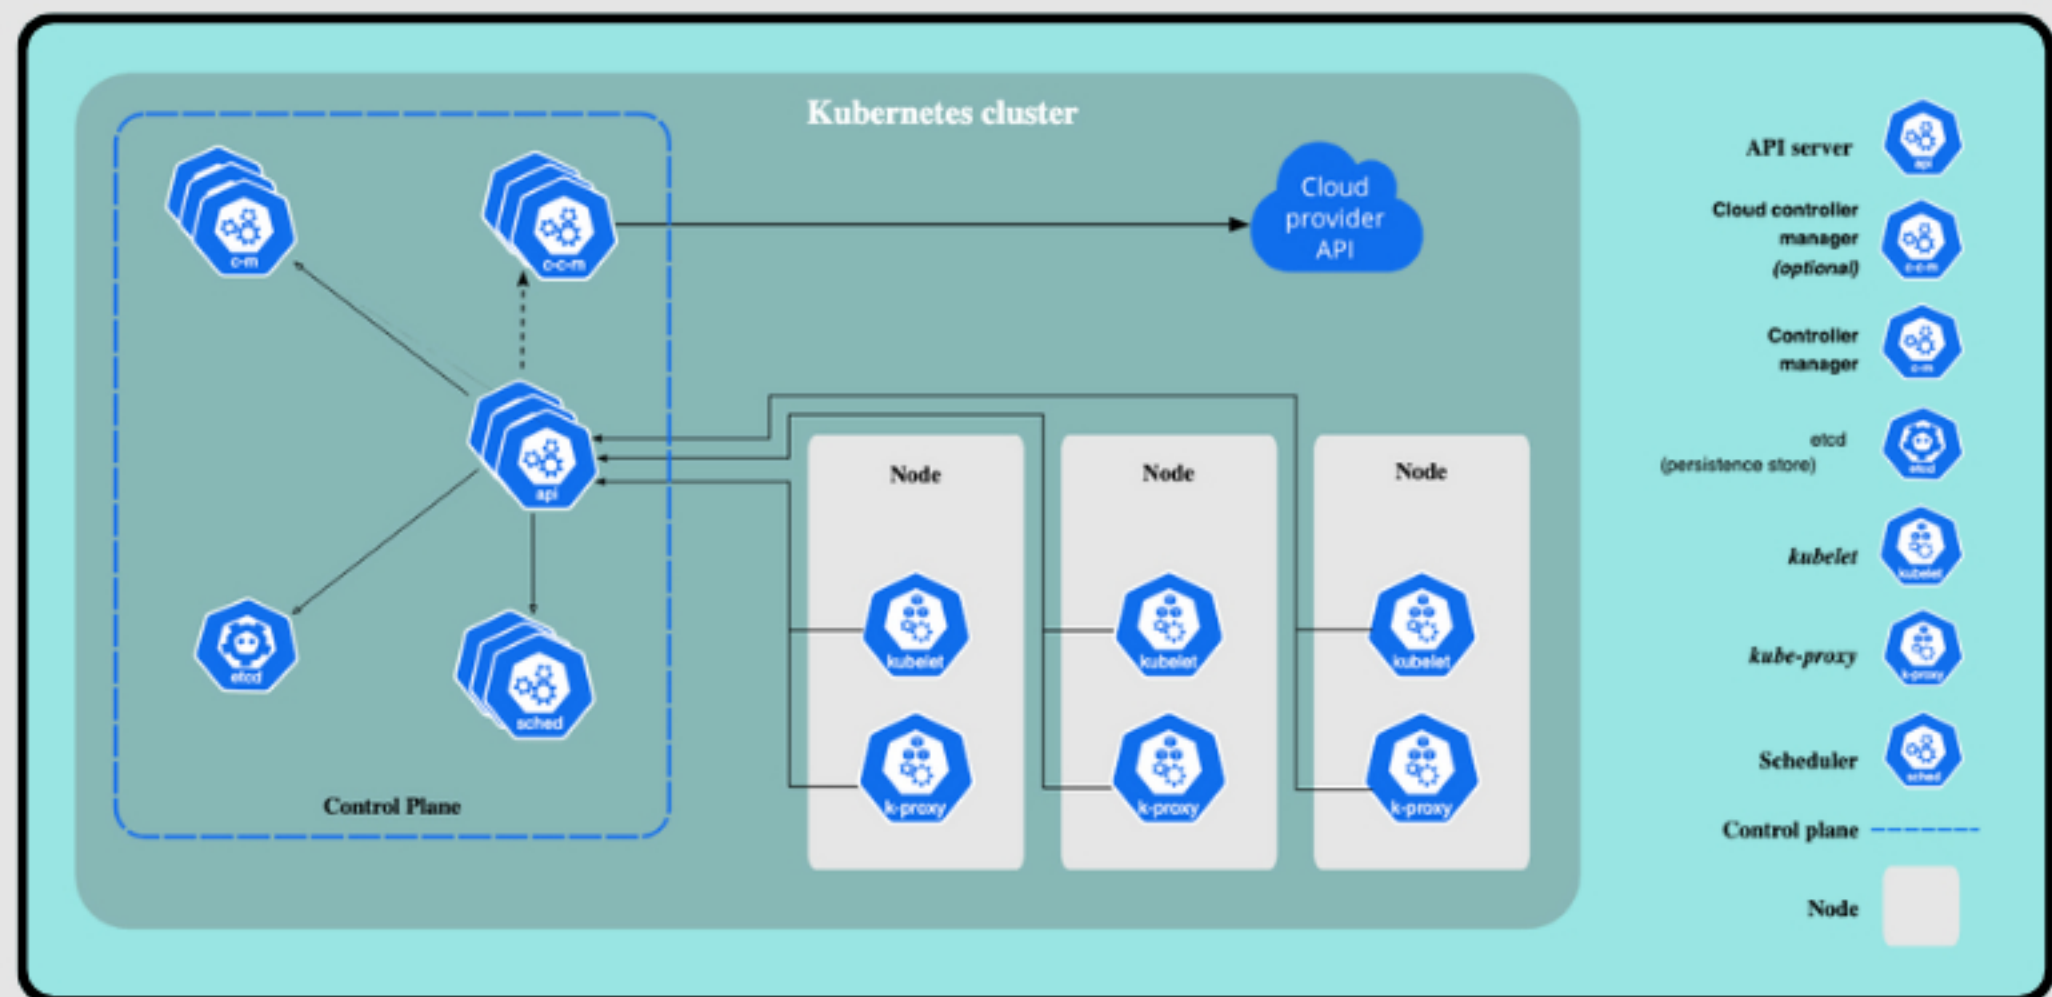 Kubernetes cluster
c-m
c-c-m
Cloud
provider
API
api
etcd
sched
Control Plane
Node
kubelet
k-proxy
Node
kubelet
k-proxy
Node
kubelet
k-proxy
API server
api
Cloud controller
manager
(optional)
c-c-m
Controller
manager
c-m
etcd
(persistence store)
etcd
kubelet
kubelet
kube-proxy
k-proxy
Scheduler
sched
Control plane
Node